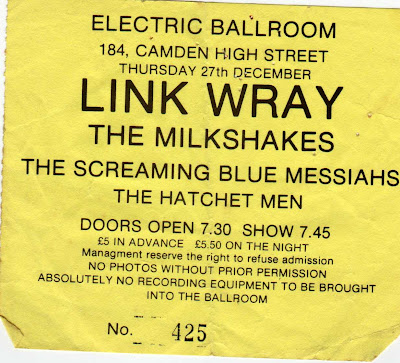 ELECTRIC BALLROOM
184, CAMDEN HIGH STREET
THURSDAY 27th DECEMBER
LINK WRAY
THE MILKSHAKES
THE SCREAMING BLUE MESSIAHS
THE HATCHET MEN
DOORS OPEN 7.30 SHOW 7.45
£5 IN ADVANCE £5.50 ON THE NIGHT
Managment reserve the right to refuse admission
NO PHOTOS WITHOUT PRIOR PERMISSION
ABSOLUTELY NO RECORDING EQUIPMENT TO BE BROUGHT
INTO THE BALLROOM
No. 425